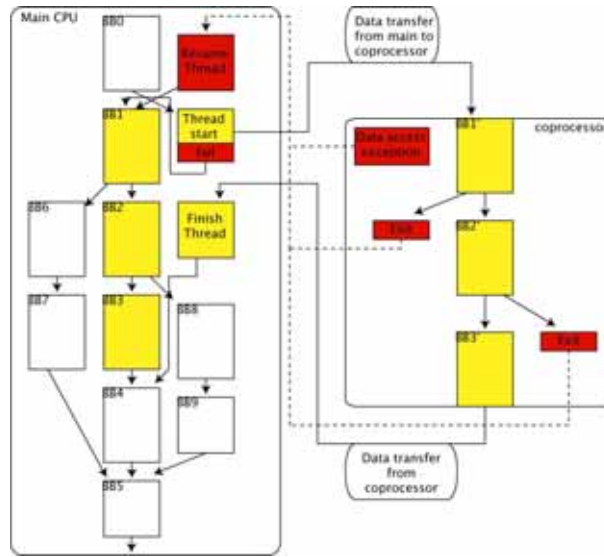 Main CPU
BB0
Rename
Thread
Data transfer
from main to
coprocessor
BB1
Thread
start
Fail
coprocessor
BB1'
Data access
exception
BB6
BB2
Finish
Thread
Exit
BB2'
BB7
BB3
BB8
Exit
BB3'
BB4
BB9
Data transfer
from
coprocessor
BB5